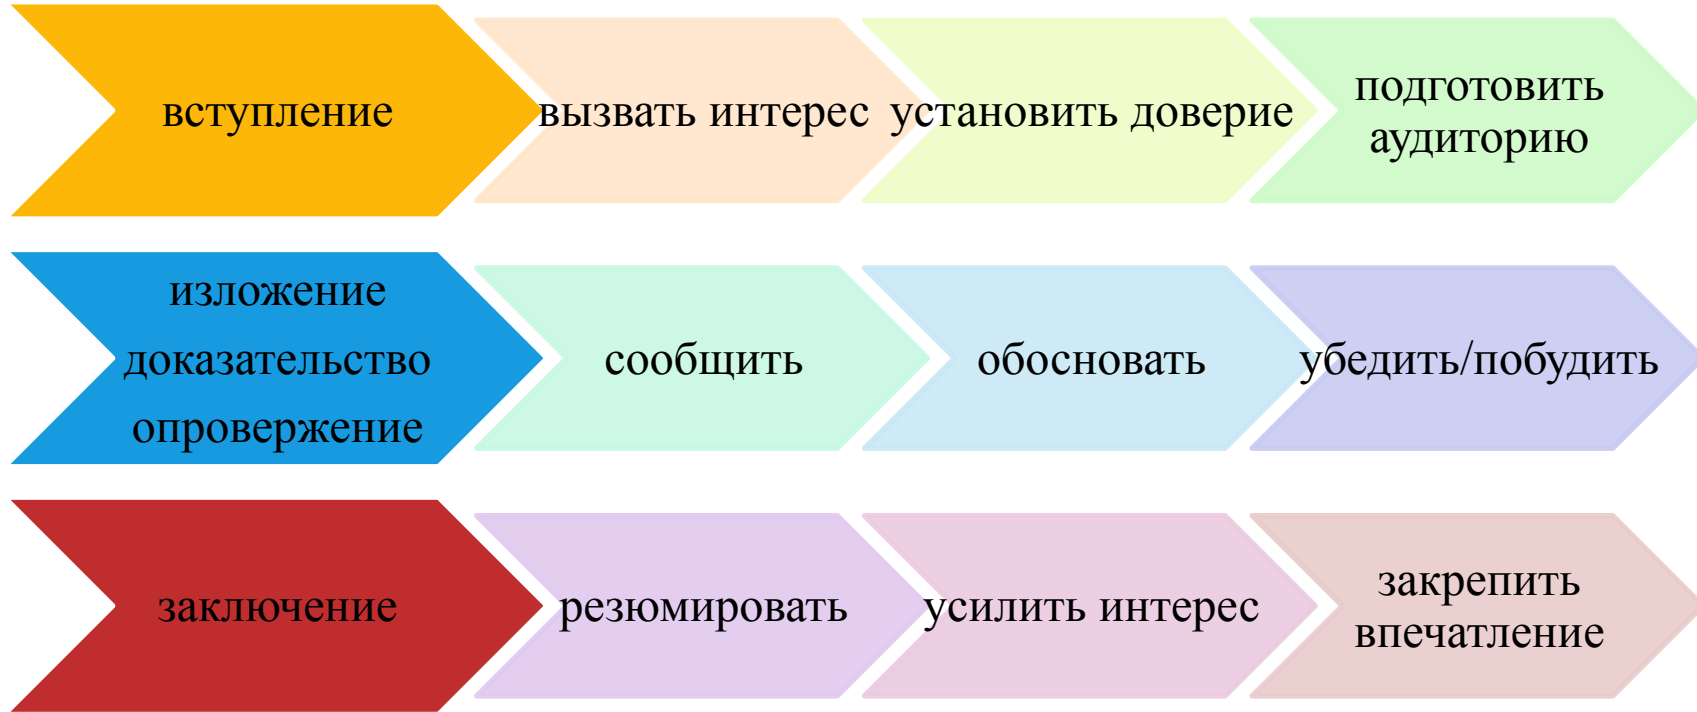 вступление
вызвать интерес
установить доверие
подготовить
аудиторию
изложение
доказательство
опровержение
сообщить
обосновать
убедить/побудить
заключение
резюмировать
усилить интерес
закрепить
впечатление